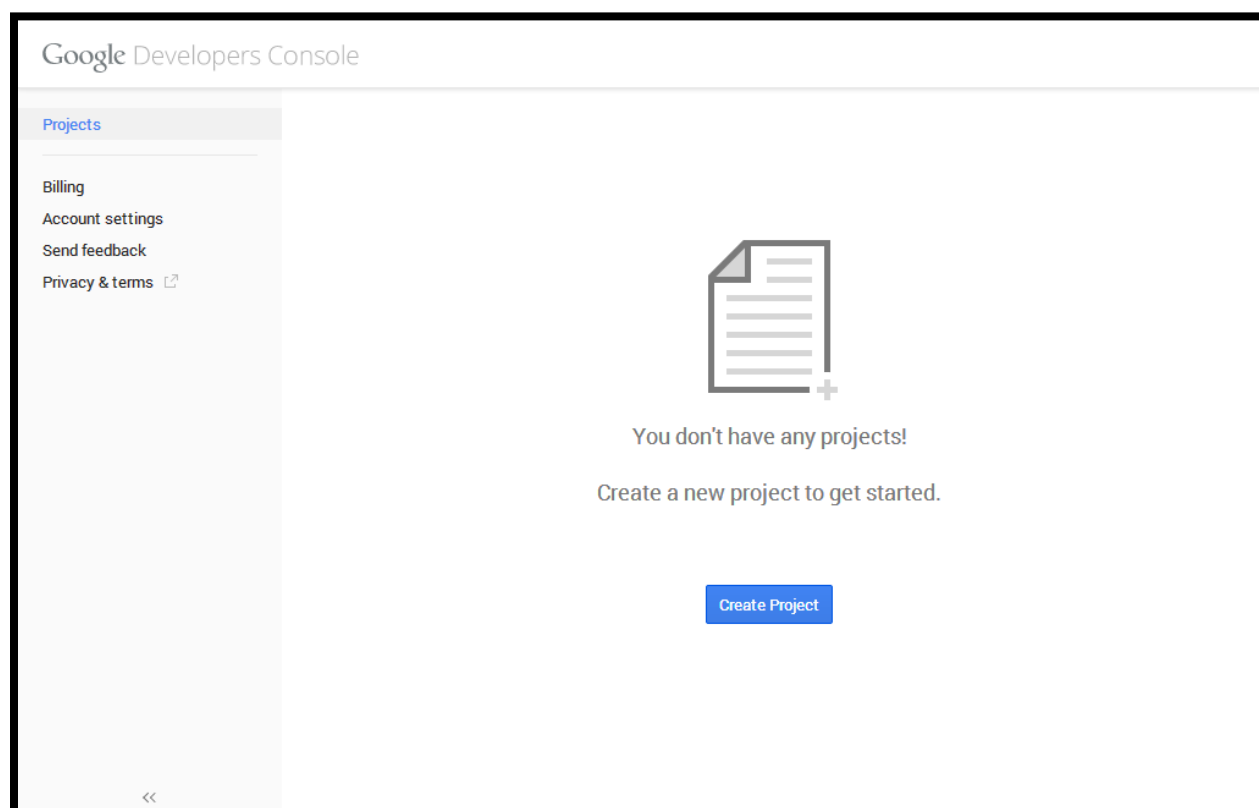 Google Developers Console
Projects
Billing
Account settings
Send feedback
Privacy & terms
You don't have any projects!
Create a new project to get started.
Create Project